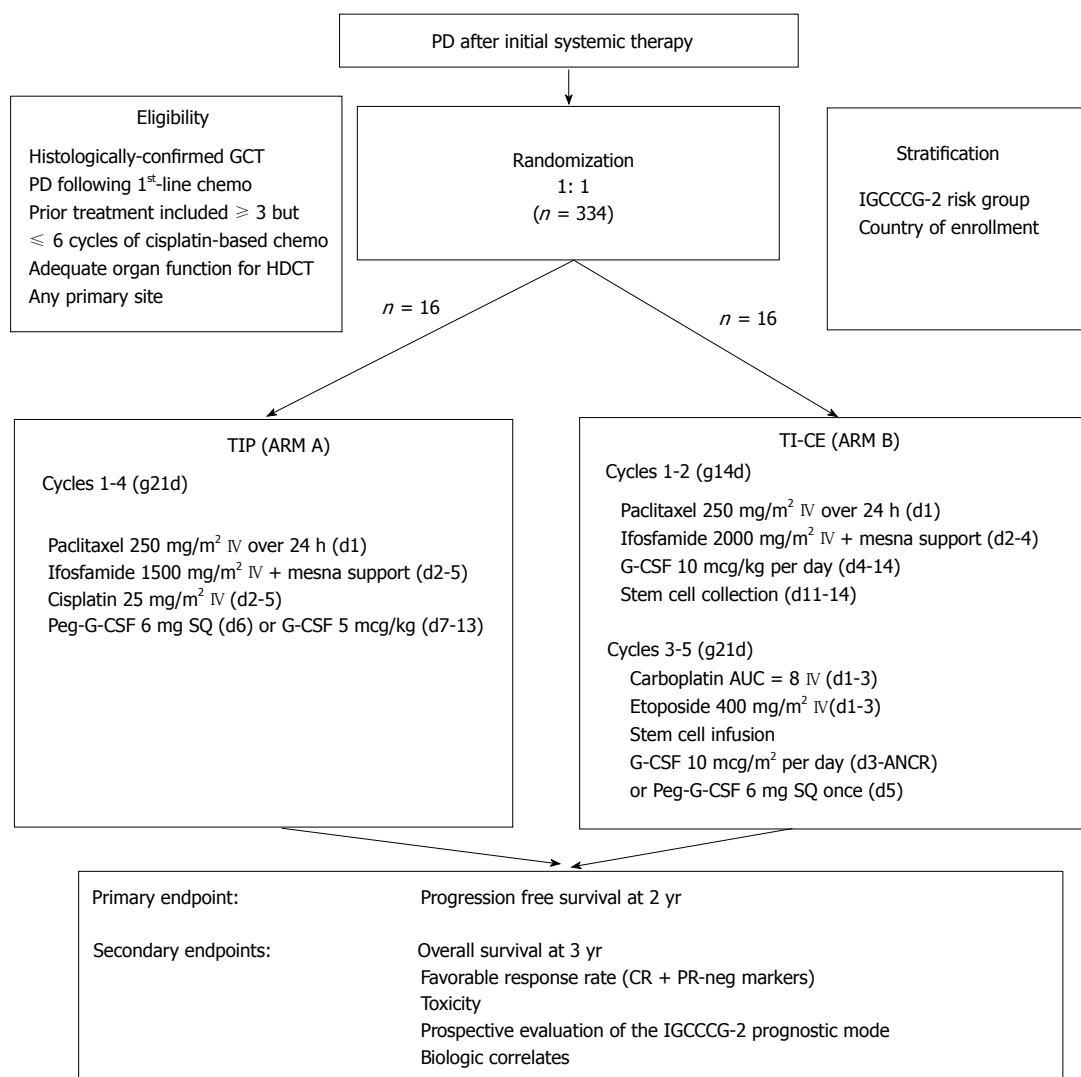 PD after initial systemic therapy
Eligibility
Histologically-confirmed GCT
PD following 1st-line chemo
Prior treatment included ≥ 3 but
≤ 6 cycles of cisplatin-based chemo
Adequate organ function for HDCT
Any primary site
Randomization
1: 1
(n = 334)
Stratification
IGCCCG-2 risk group
Country of enrollment
n = 16
n = 16
TIP (ARM A)
Cycles 1-4 (g21d)
Paclitaxel 250 mg/m² Ⅳ over 24 h (d1)
Ifosfamide 1500 mg/m² Ⅳ + mesna support (d2-5)
Cisplatin 25 mg/m² Ⅳ (d2-5)
Peg-G-CSF 6 mg SQ (d6) or G-CSF 5 mcg/kg (d7-13)
TI-CE (ARM B)
Cycles 1-2 (g14d)
Paclitaxel 250 mg/m² Ⅳ over 24 h (d1)
Ifosfamide 2000 mg/m² Ⅳ + mesna support (d2-4)
G-CSF 10 mcg/kg per day (d4-14)
Stem cell collection (d11-14)
Cycles 3-5 (g21d)
Carboplatin AUC = 8 Ⅳ (d1-3)
Etoposide 400 mg/m² Ⅳ(d1-3)
Stem cell infusion
G-CSF 10 mcg/m² per day (d3-ANCR)
or Peg-G-CSF 6 mg SQ once (d5)
Primary endpoint: Progression free survival at 2 yr
Secondary endpoints: Overall survival at 3 yr
Favorable response rate (CR + PR-neg markers)
Toxicity
Prospective evaluation of the IGCCCG-2 prognostic mode
Biologic correlates